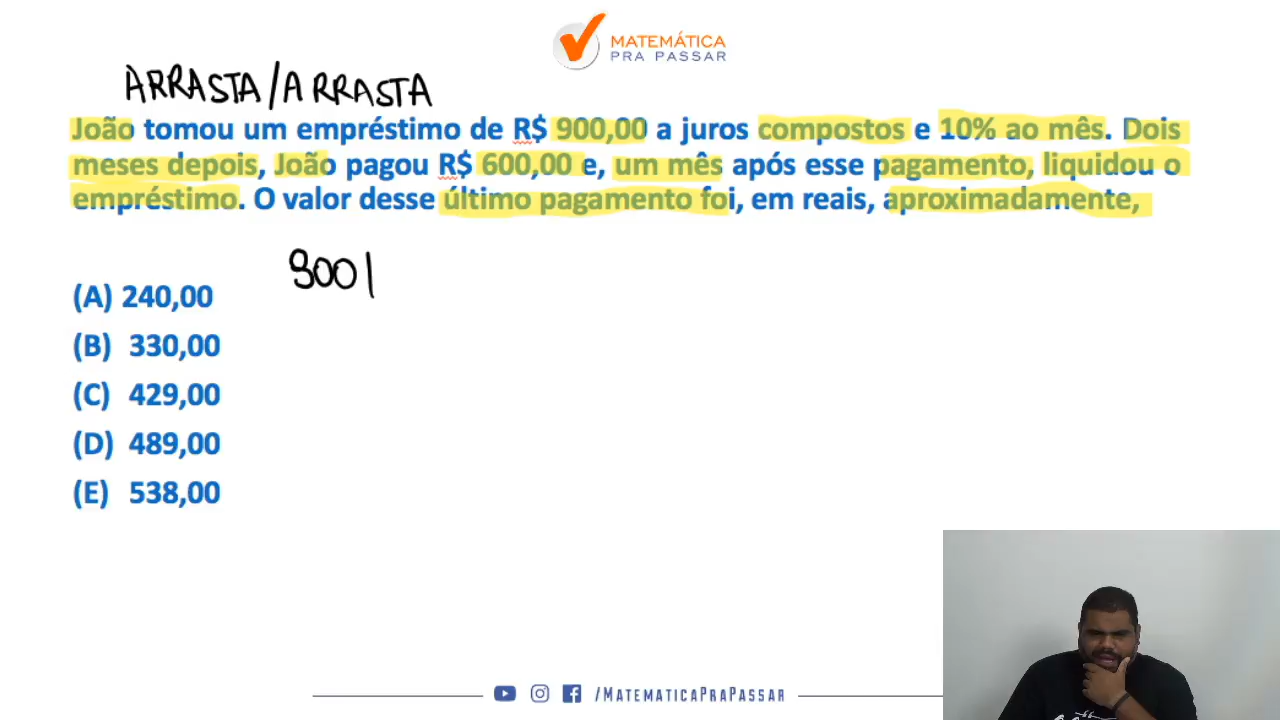 MATEMÁTICA
PRA PASSAR
ARRASTA/ARRASTA
João tomou um empréstimo de R$ 900,00 a juros compostos e 10% ao mês. Dois
meses depois, João pagou R$ 600,00 e, um mês após esse pagamento, liquidou o
empréstimo. O valor desse último pagamento foi, em reais, aproximadamente,
900|
(A) 240,00
(B) 330,00
(C) 429,00
(D) 489,00
(E) 538,00
/MatematicaPraPassar